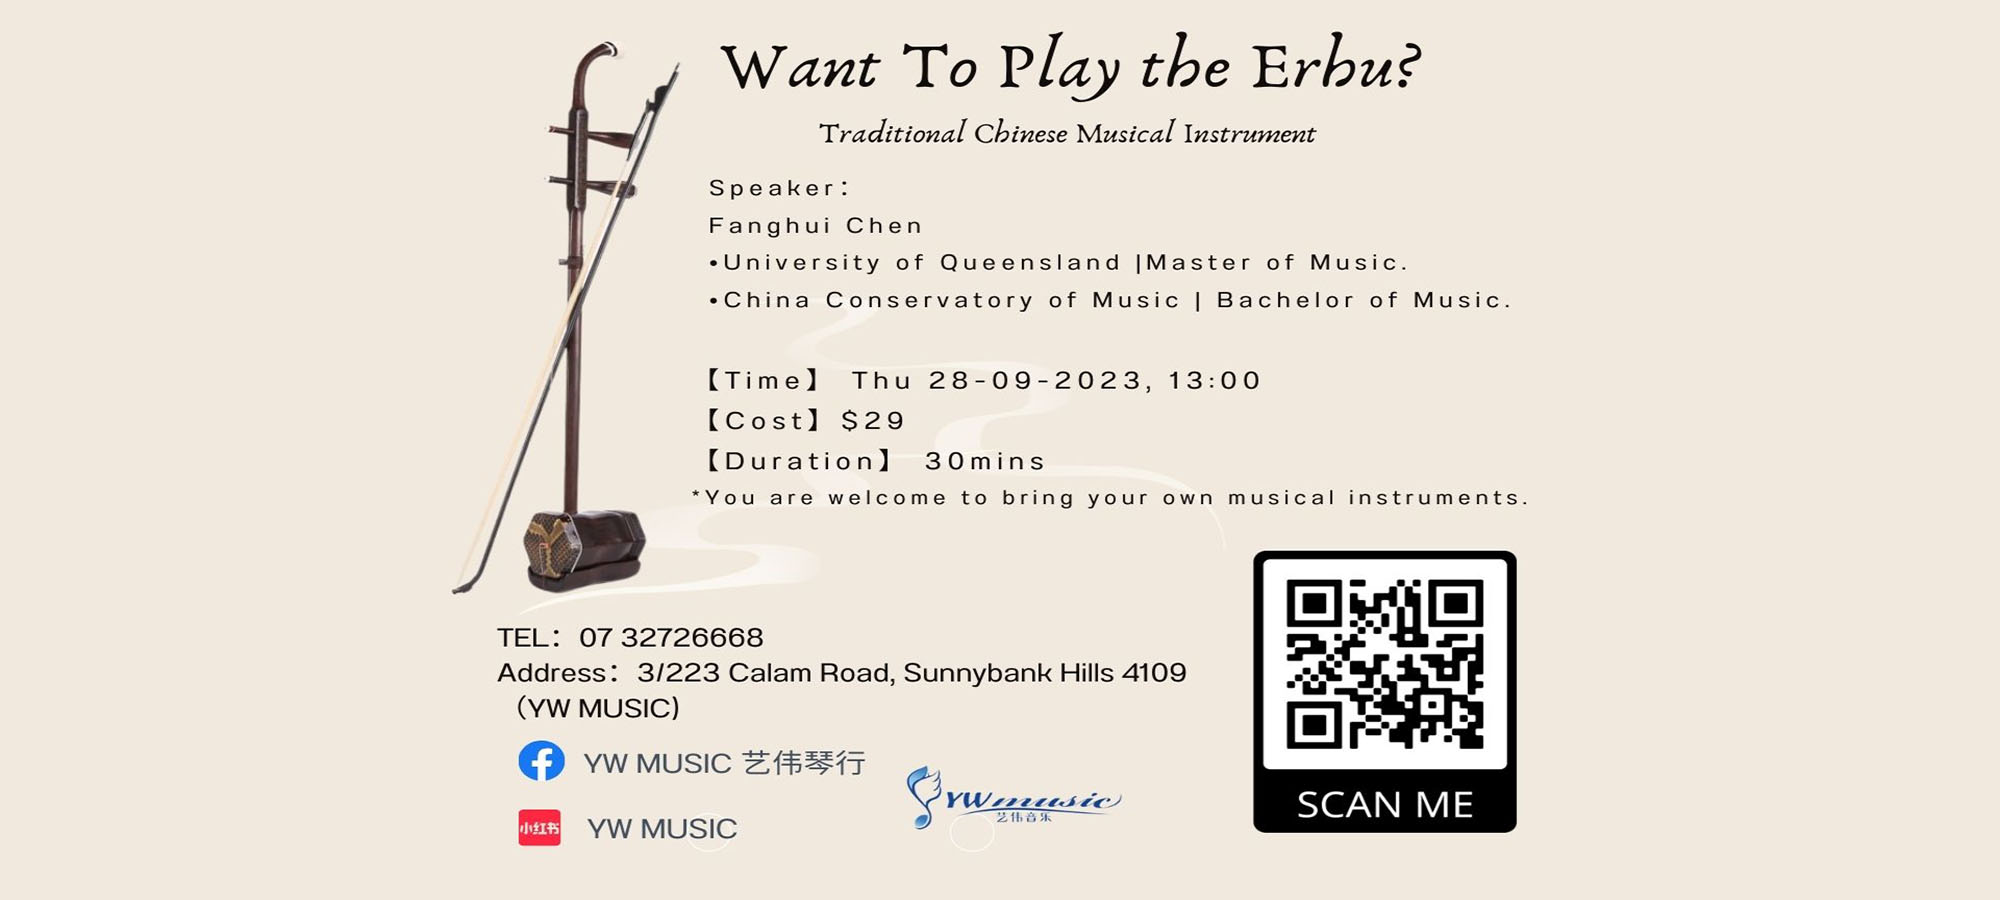 Want To Play the Erhu?
Traditional Chinese Musical Instrument
Speaker：
Fanghui Chen
•University of Queensland |Master of Music.
•China Conservatory of Music | Bachelor of Music.
【Time】 Thu 28-09-2023, 13:00
【Cost】$29
【Duration】 30mins
*You are welcome to bring your own musical instruments.
TEL：07 32726668
Address：3/223 Calam Road, Sunnybank Hills 4109
（YW MUSIC)
YW MUSIC 艺伟琴行
小红书 YW MUSIC
YW music
艺伟音乐
SCAN ME